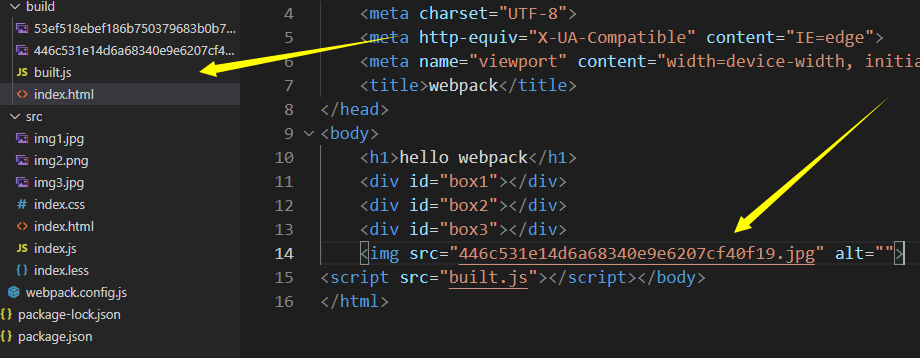 build
53ef518ebef186b750379683b0b7...
446c531e14d6a68340e9e6207cf4...
JS built.js
<> index.html
src
img1.jpg
img2.png
img3.jpg
# index.css
<> index.html
JS index.js
{} index.less
webpack.config.js
{} package-lock.json
{} package.json
4 <meta charset="UTF-8">
5 <meta http-equiv="X-UA-Compatible" content="IE=edge">
6 <meta name="viewport" content="width=device-width, initia
7 <title>webpack</title>
8 </head>
9 <body>
10 <h1>hello webpack</h1>
11 <div id="box1"></div>
12 <div id="box2"></div>
13 <div id="box3"></div>
14 <img src="446c531e14d6a68340e9e6207cf40f19.jpg" alt="">
15 <script src="built.js"></script></body>
16 </html>